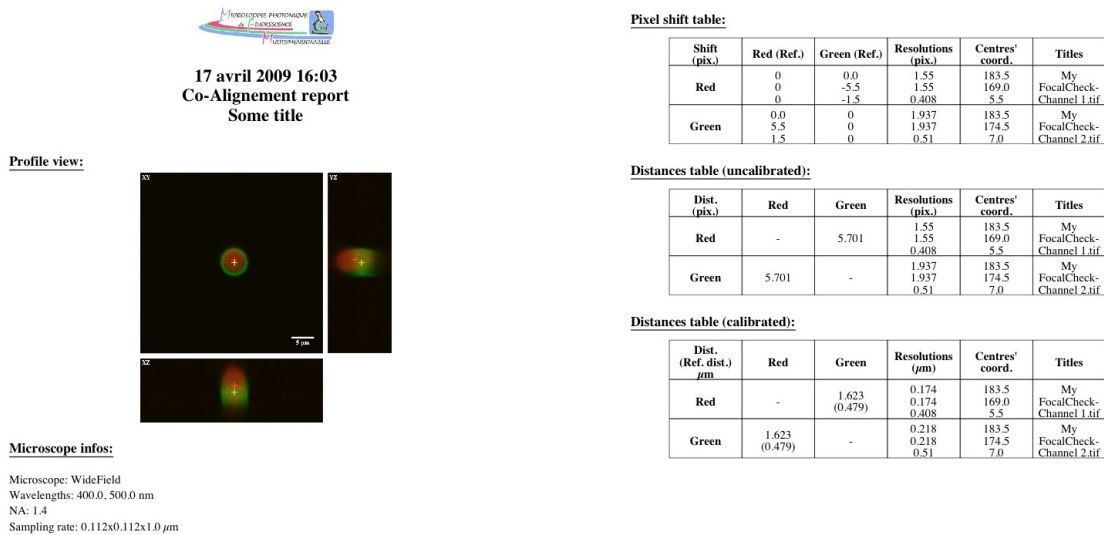 MICROSCOPIE PHOTONIQUE
de FLUORESCENCE
MULTIDIMENSIONNELLE
17 avril 2009 16:03
Co-Alignement report
Some title
Profile view:
XY
YZ
5 µm
XZ
Microscope infos:
Microscope: WideField
Wavelengths: 400.0, 500.0 nm
NA: 1.4
Sampling rate: 0.112x0.112x1.0 µm
Pixel shift table:
Shift (pix.) Red (Ref.) Green (Ref.) Resolutions (pix.) Centres' coord. Titles
0 0.0 1.55 183.5 My
Red 0 -5.5 1.55 169.0 FocalCheck-
0 -1.5 0.408 5.5 Channel 1.tif
0.0 0 1.937 183.5 My
Green 5.5 0 1.937 174.5 FocalCheck-
1.5 0 0.51 7.0 Channel 2.tif
Distances table (uncalibrated):
Dist. (pix.) Red Green Resolutions (pix.) Centres' coord. Titles
1.55 183.5 My
Red - 5.701 1.55 169.0 FocalCheck-
0.408 5.5 Channel 1.tif
1.937 183.5 My
Green 5.701 - 1.937 174.5 FocalCheck-
0.51 7.0 Channel 2.tif
Distances table (calibrated):
Dist. (Ref. dist.) µm Red Green Resolutions (µm) Centres' coord. Titles
0.174 183.5 My
Red - 1.623 (0.479) 0.174 169.0 FocalCheck-
0.408 5.5 Channel 1.tif
0.218 183.5 My
Green 1.623 (0.479) - 0.218 174.5 FocalCheck-
0.51 7.0 Channel 2.tif